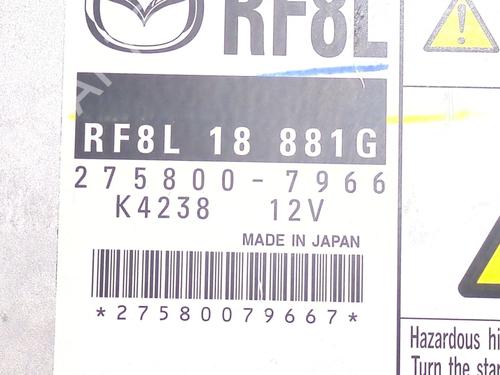 RF8L
RF8L 18 881G
275800-7966
K4238 12V
MADE IN JAPAN
*27580079667*
Hazardous hi
Turn the sta